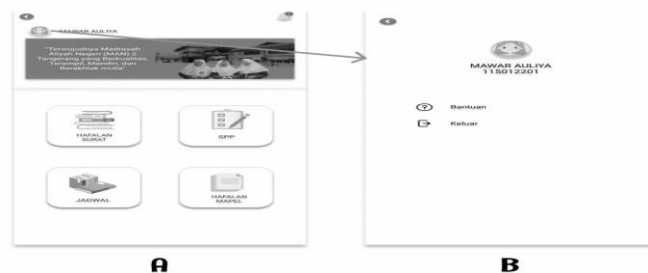 MAWAR AULIYA
"Terwujudnya Madrasah
Aliyah Negeri (MAN) 2
Tangerang yang Berkualitas,
Terampil, Mandiri, dan
Berakhlak mulia"
HAFALAN
SURAT
SPP
JADWAL
HAFALAN
MAPEL
A
MAWAR AULIYA
115012201
Bantuan
Keluar
B